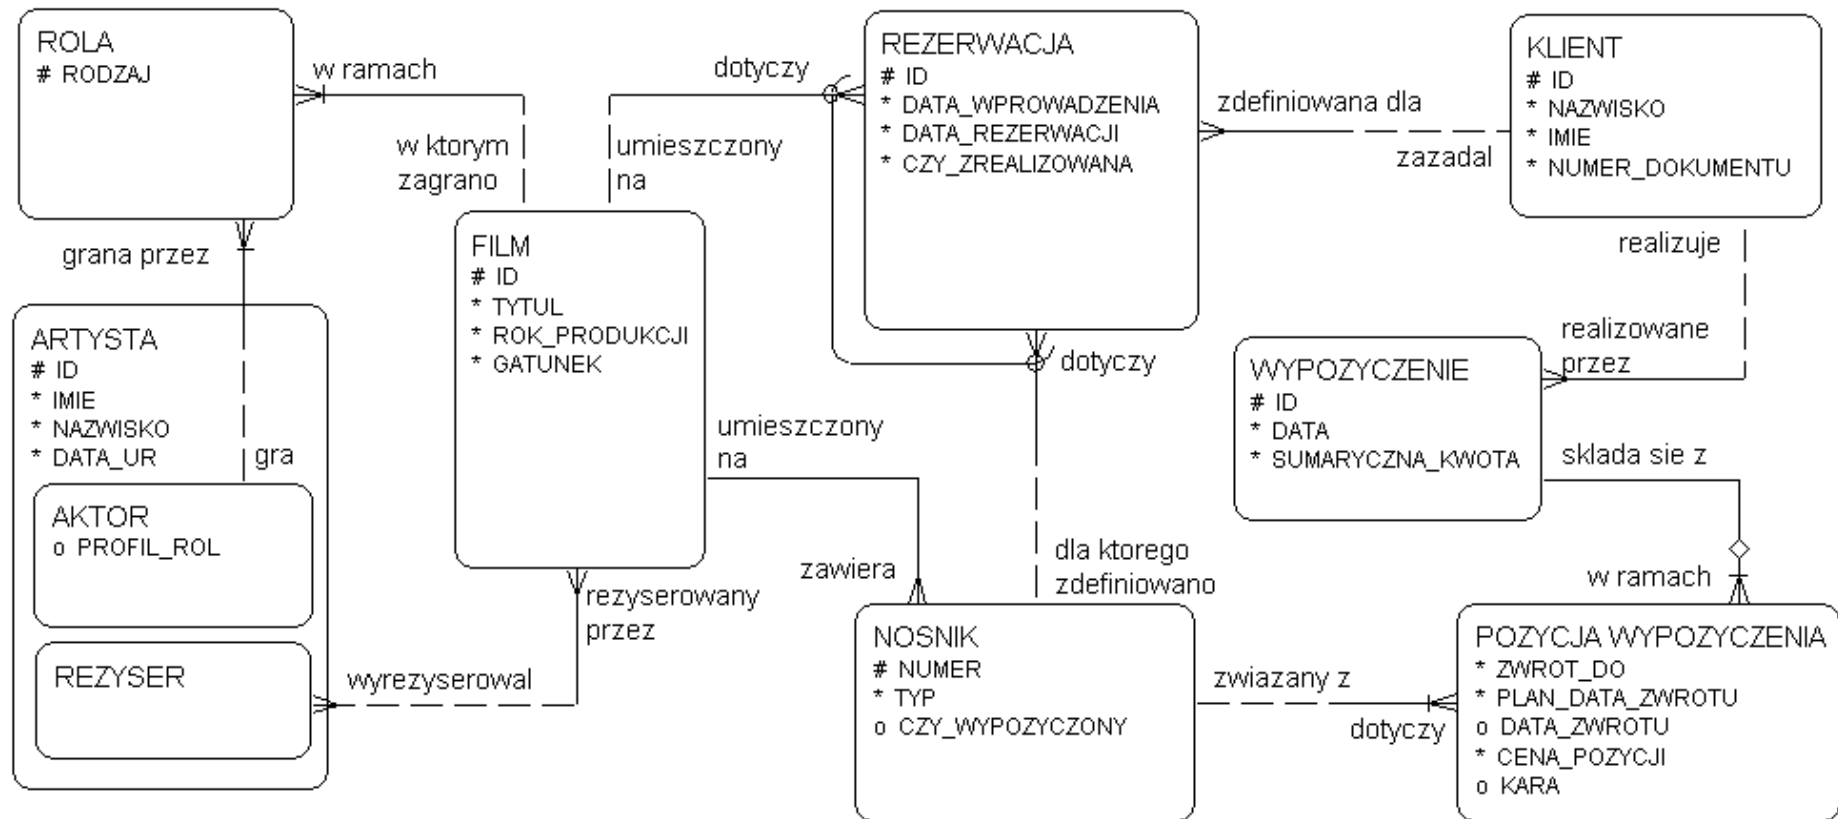 ROLA
# RODZAJ
w ramach
w ktorym
zagrano
grana przez
ARTYSTA
# ID
* IMIE
* NAZWISKO
* DATA_UR
gra
AKTOR
o PROFIL_ROL
REZYSER
wyrezyserowal
FILM
# ID
* TYTUL
* ROK_PRODUKCJI
* GATUNEK
rezyserowany
przez
dotyczy
umieszczony
na
umieszczony
na
zawiera
REZERWACJA
# ID
* DATA_WPROWADZENIA
* DATA_REZERWACJI
* CZY_ZREALIZOWANA
dotyczy
dla ktorego
zdefiniowano
NOSNIK
# NUMER
* TYP
o CZY_WYPOZYCZONY
zdefiniowana dla
zazadal
KLIENT
# ID
* NAZWISKO
* IMIE
* NUMER_DOKUMENTU
realizuje
realizowane
przez
WYPOZYCZENIE
# ID
* DATA
* SUMARYCZNA_KWOTA
sklada sie z
w ramach
zwiazany z
dotyczy
POZYCJA WYPOZYCZENIA
* ZWROT_DO
* PLAN_DATA_ZWROTU
o DATA_ZWROTU
* CENA_POZYCJI
o KARA